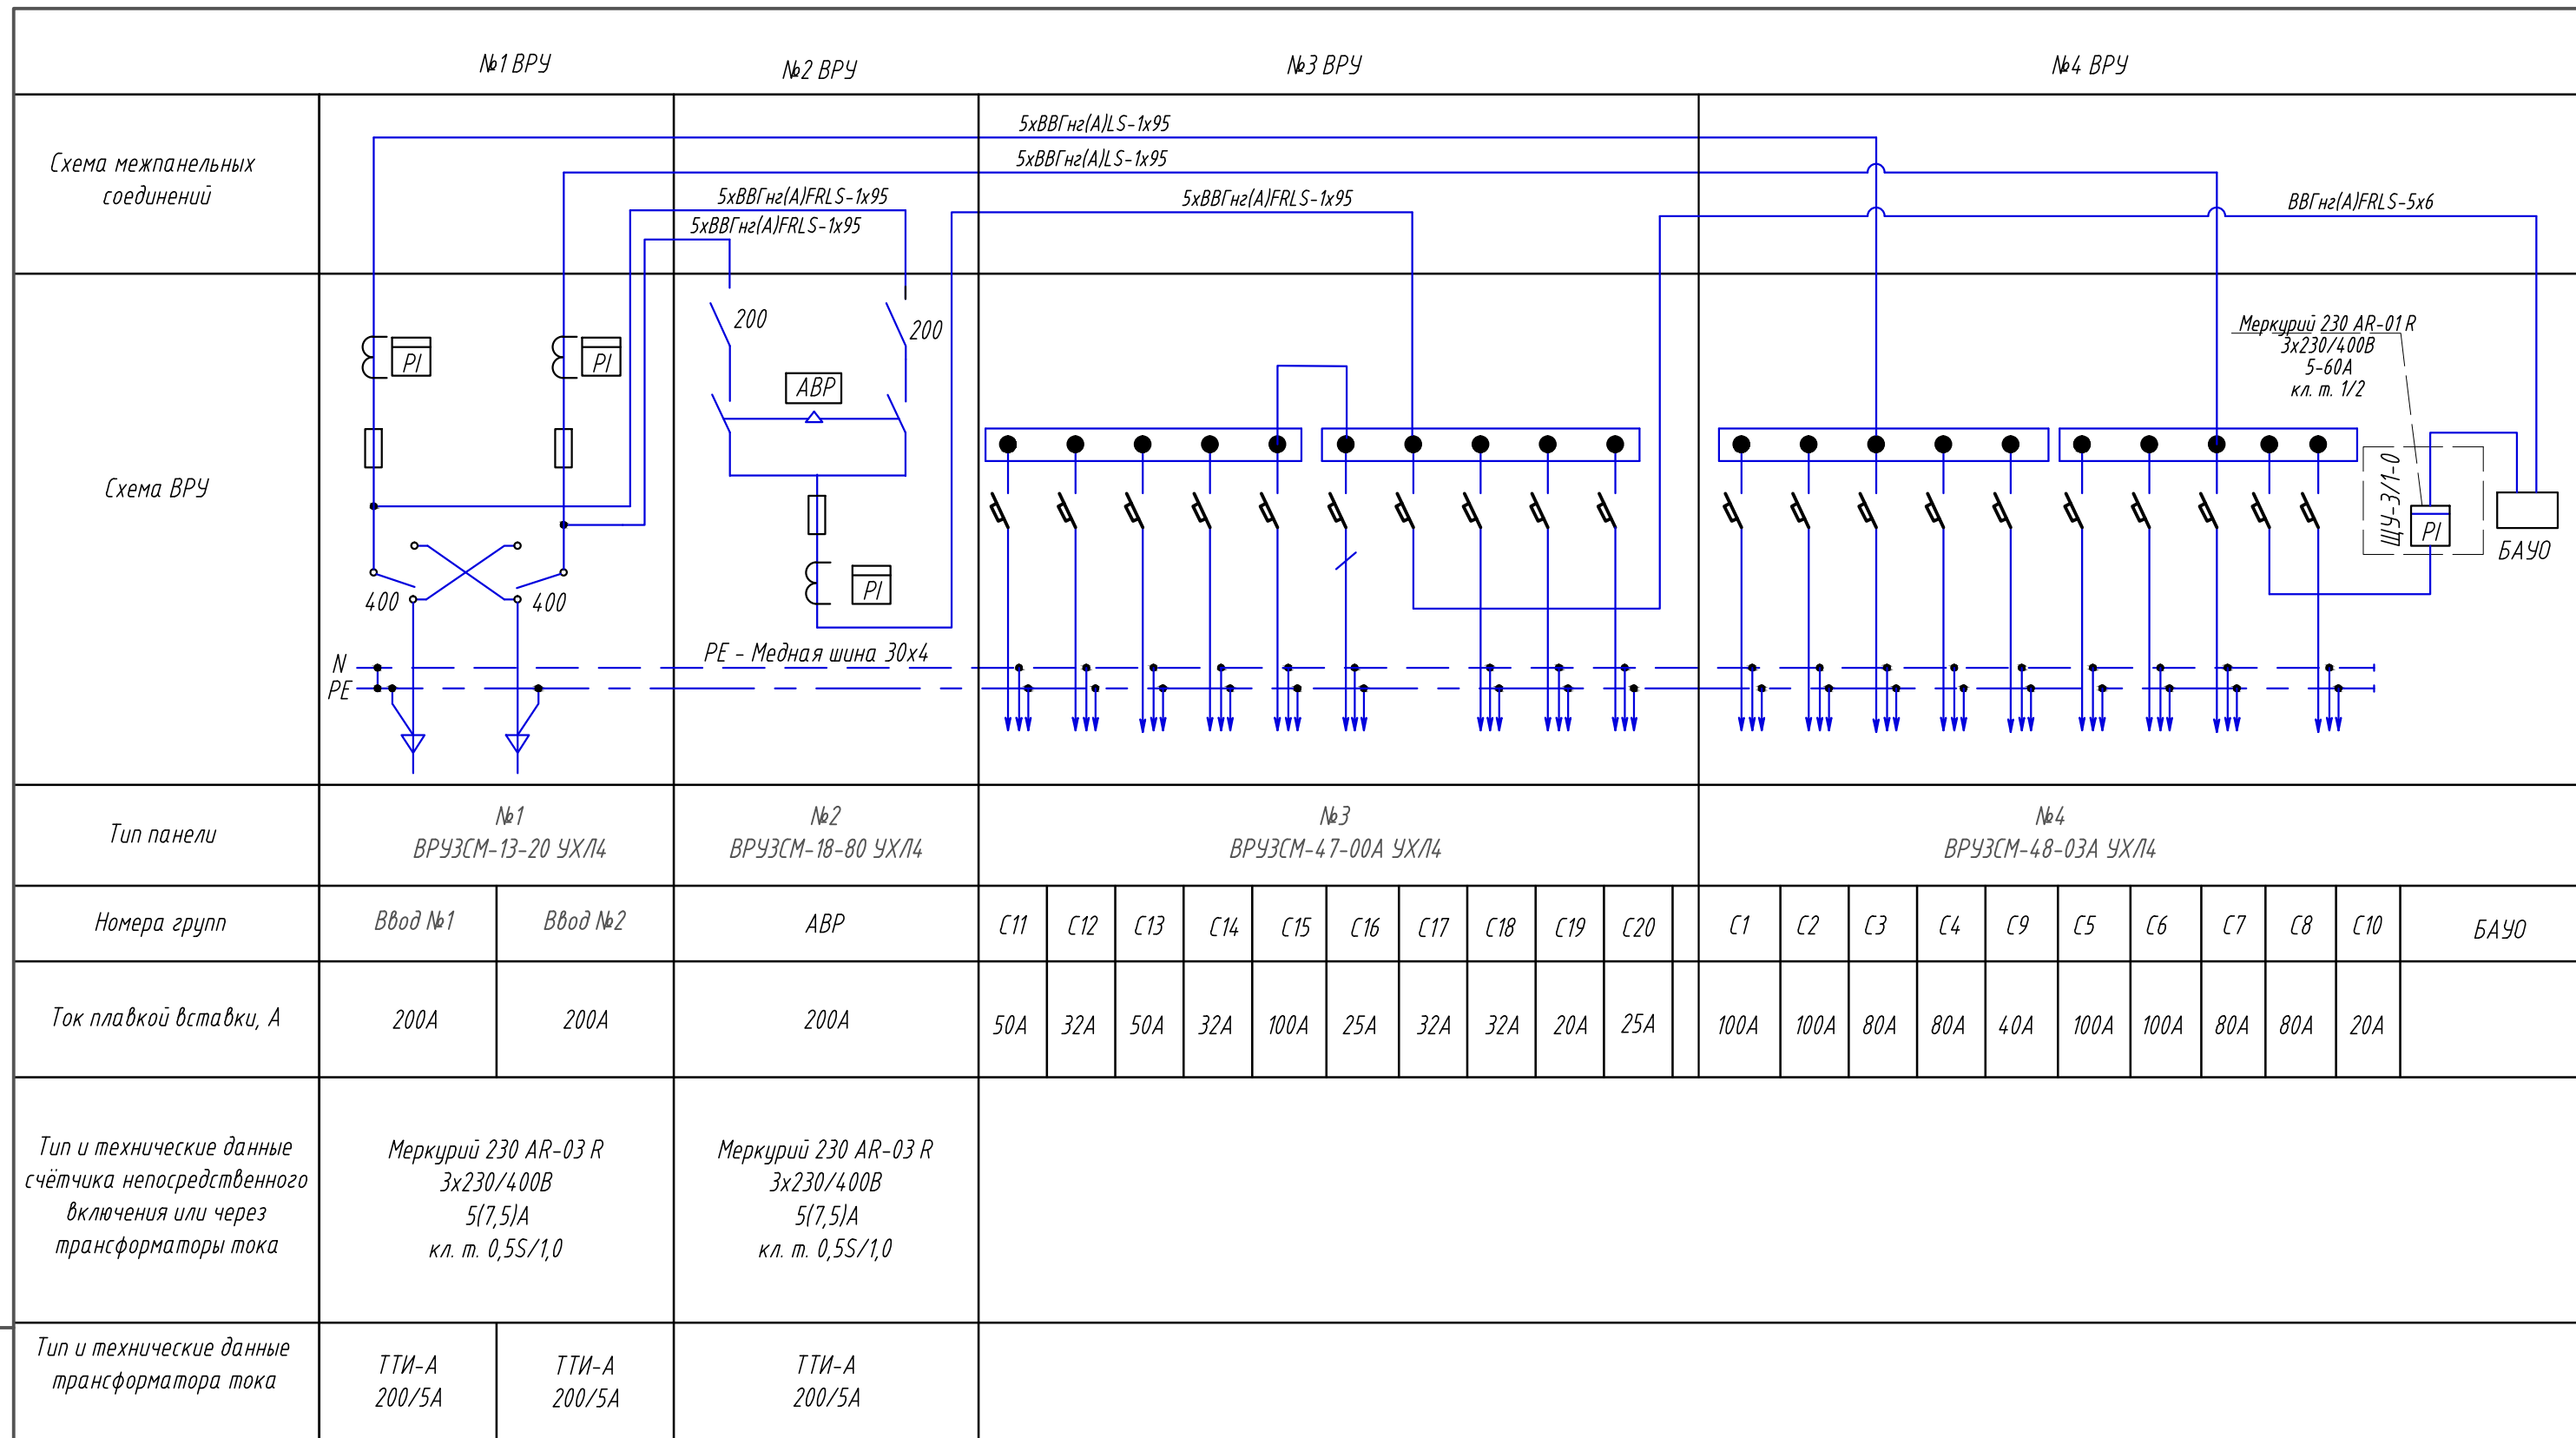 №1 ВРУ
№2 ВРУ
№3 ВРУ
№4 ВРУ
Схема межпанельных
соединений
5хВВГнг(А)LS-1х95
5хВВГнг(А)LS-1х95
5хВВГнг(А)FRLS-1х95
5хВВГнг(А)FRLS-1х95
5хВВГнг(А)FRLS-1х95
ВВГнг(А)FRLS-5х6
Схема ВРУ
PI
PI
400
400
200
200
АВР
PI
Меркурий 230 AR-01 R
3х230/400В
5-60А
кл. т. 1/2
ЩУ-3/1-0
PI
БАУО
N
PE
PE - Медная шина 30х4
Тип панели
№1
ВРУ3СМ-13-20 УХЛ4
№2
ВРУ3СМ-18-80 УХЛ4
№3
ВРУ3СМ-47-00А УХЛ4
№4
ВРУ3СМ-48-03А УХЛ4
Номера групп
Ввод №1
Ввод №2
АВР
С11
С12
С13
С14
С15
С16
С17
С18
С19
С20
С1
С2
С3
С4
С9
С5
С6
С7
С8
С10
БАУО
Ток плавкой вставки, А
200А
200А
200А
50А
32А
50А
32А
100А
25А
32А
32А
20А
25А
100А
100А
80А
80А
40А
100А
100А
80А
80А
20А
Тип и технические данные
счётчика непосредственного
включения или через
трансформаторы тока
Меркурий 230 AR-03 R
3х230/400В
5(7,5)А
кл. т. 0,5S/1,0
Меркурий 230 AR-03 R
3х230/400В
5(7,5)А
кл. т. 0,5S/1,0
Тип и технические данные
трансформатора тока
ТТИ-А
200/5А
ТТИ-А
200/5А
ТТИ-А
200/5А